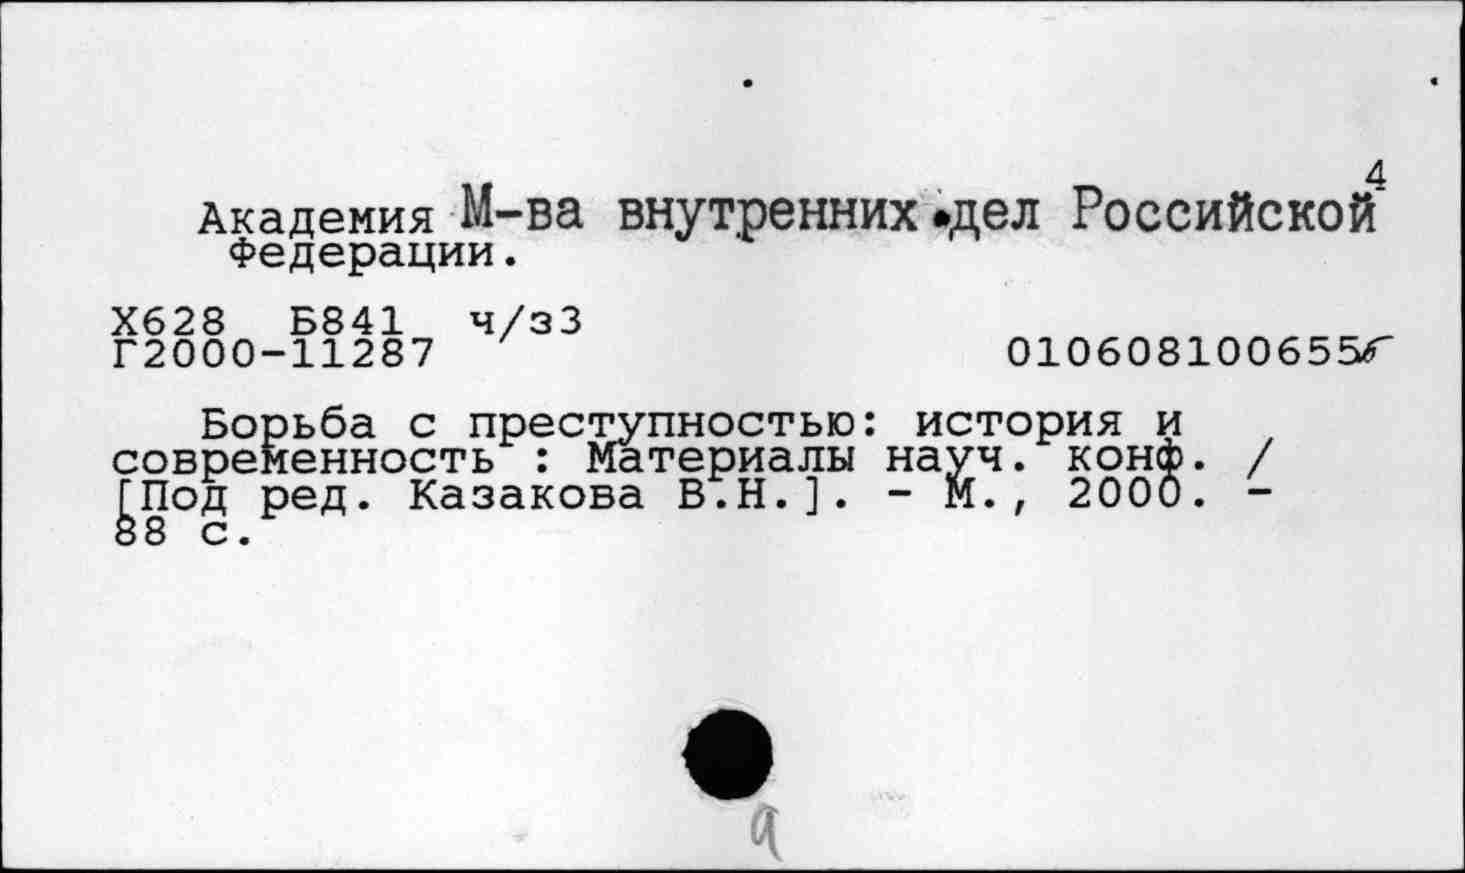 4
Академия М-ва внутренних дел Российской
Федерации.
Х628 Б841 ч/з3
Г2000-11287 010608100655
Борьба с преступностью: история и
современность : Материалы науч. конф. /
[Под ред. Казакова В.Н.]. - М., 2000. -
88 с.